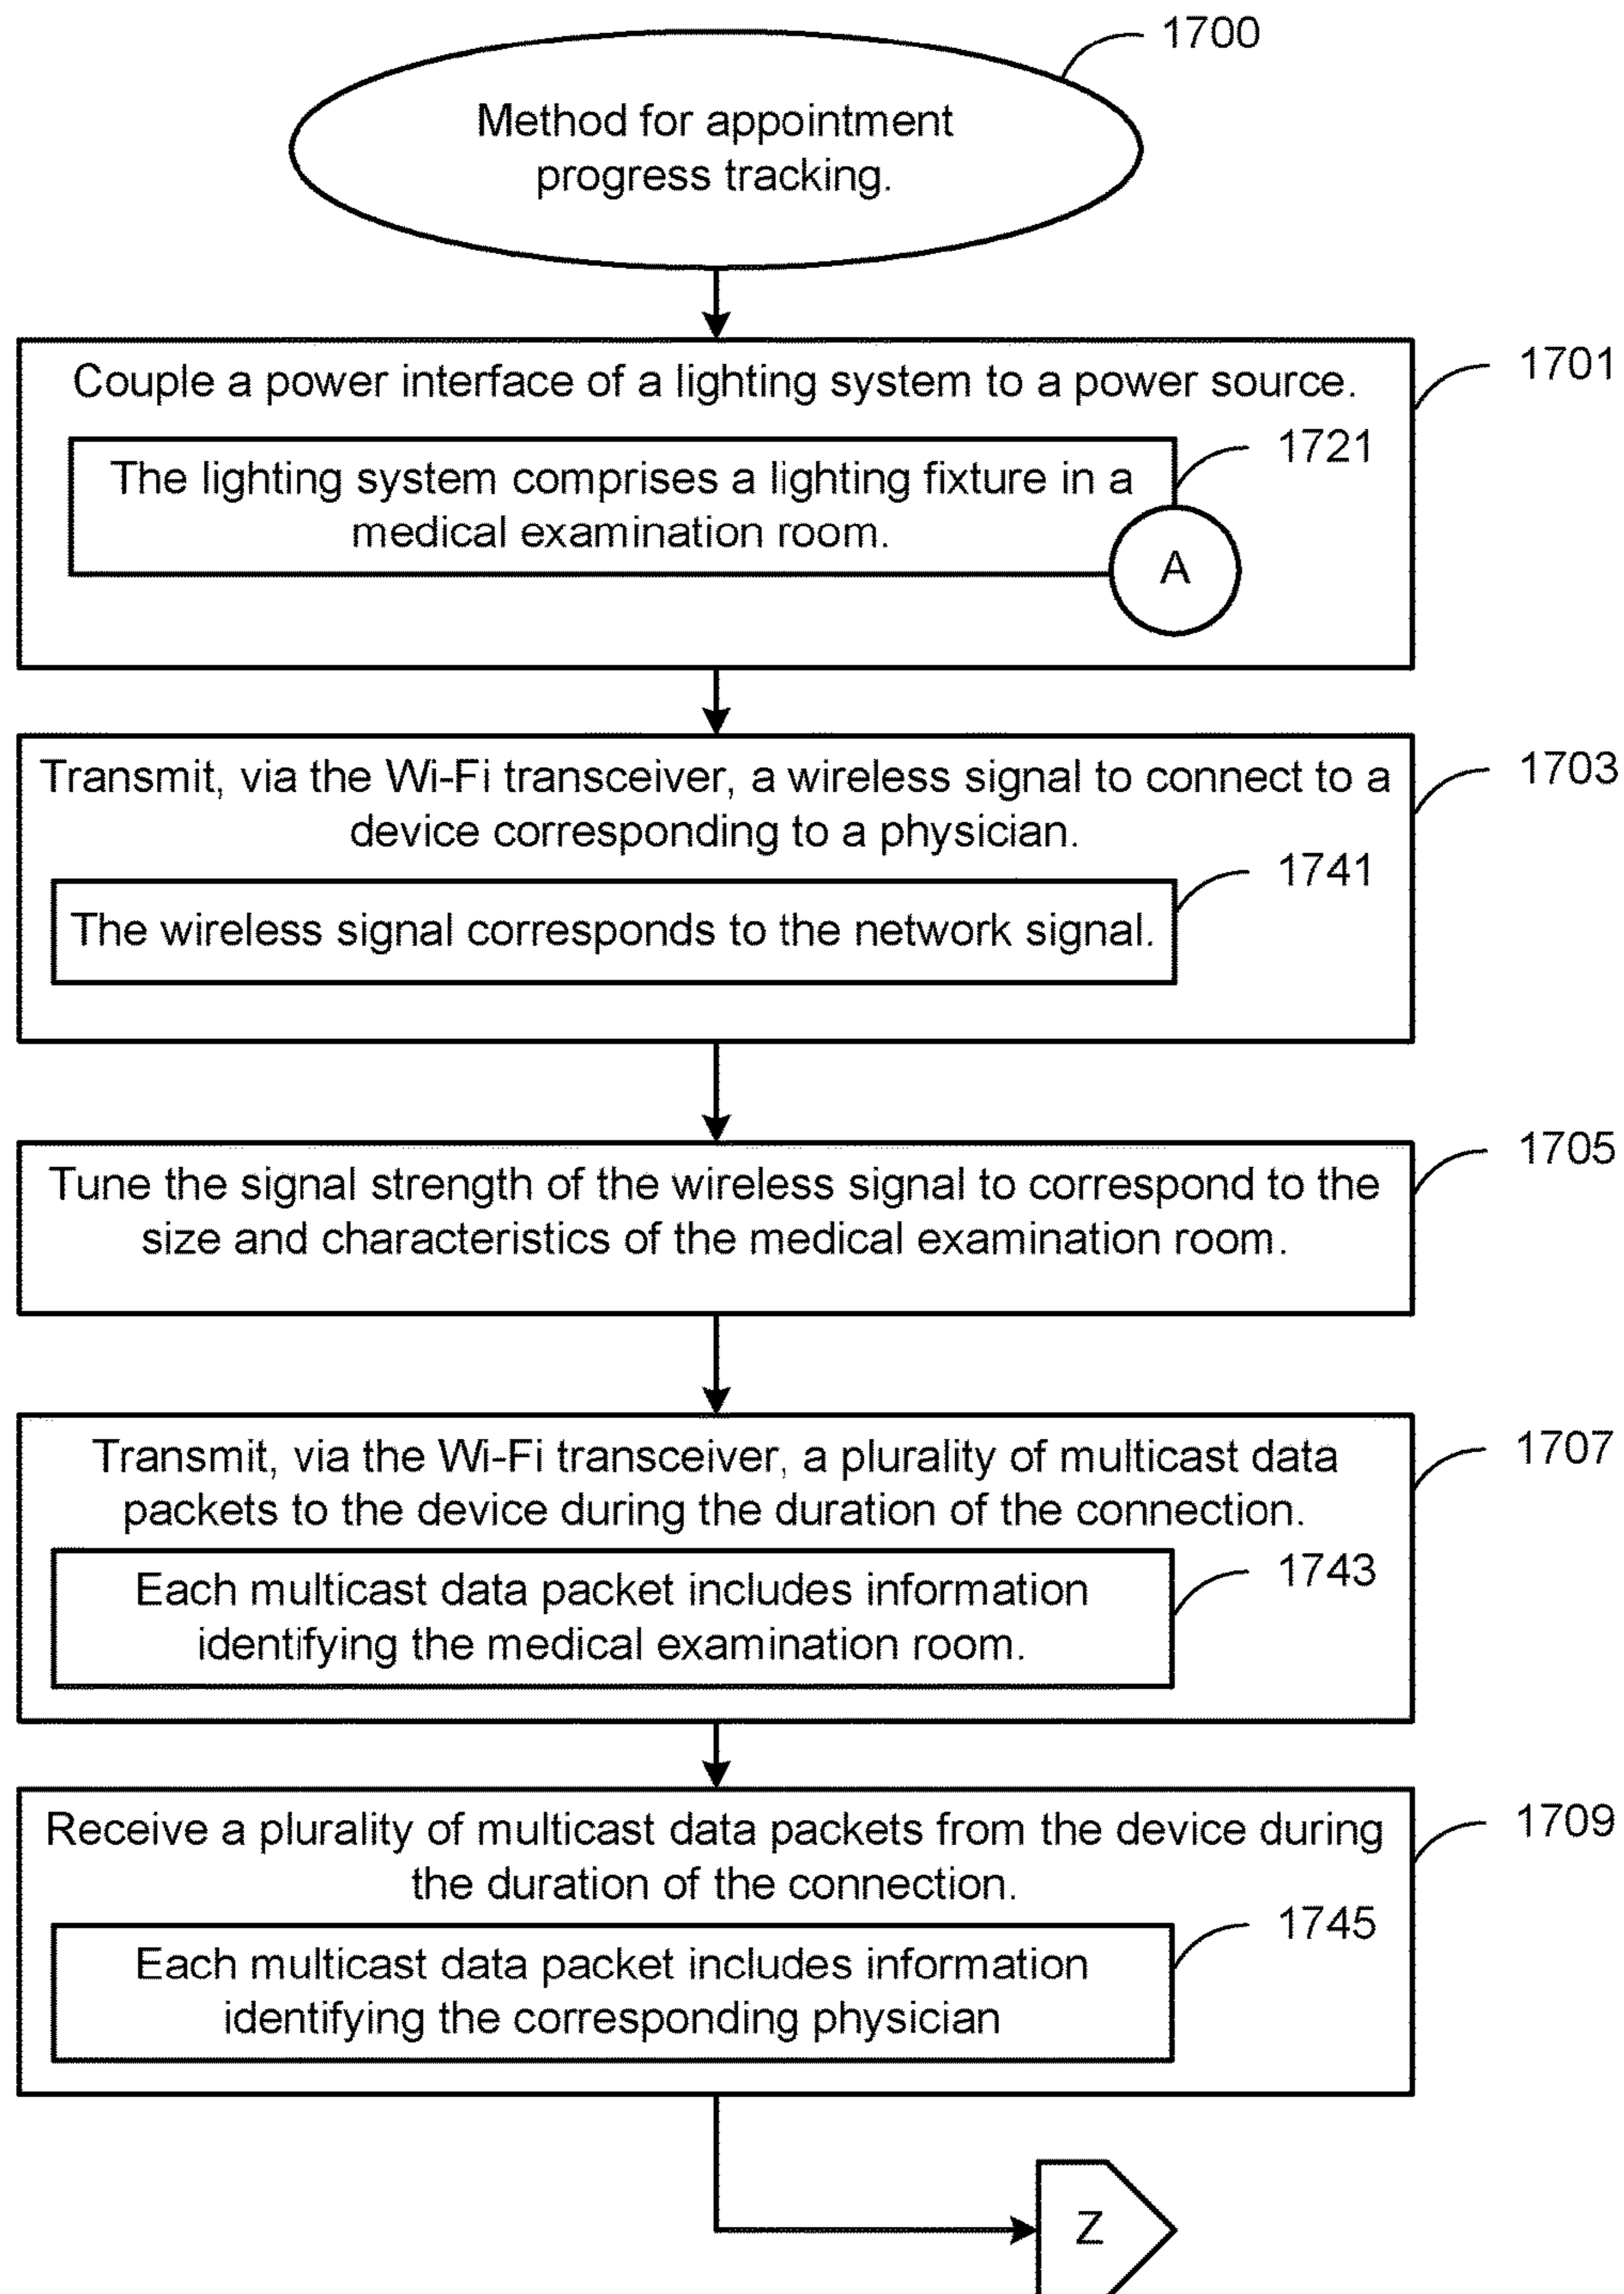 1700
Method for appointment
progress tracking.
1701
Couple a power interface of a lighting system to a power source.
1721
The lighting system comprises a lighting fixture in a
medical examination room.
A
1703
Transmit, via the Wi-Fi transceiver, a wireless signal to connect to a
device corresponding to a physician.
1741
The wireless signal corresponds to the network signal.
1705
Tune the signal strength of the wireless signal to correspond to the
size and characteristics of the medical examination room.
1707
Transmit, via the Wi-Fi transceiver, a plurality of multicast data
packets to the device during the duration of the connection.
1743
Each multicast data packet includes information
identifying the medical examination room.
1709
Receive a plurality of multicast data packets from the device during
the duration of the connection.
1745
Each multicast data packet includes information
identifying the corresponding physician
Z